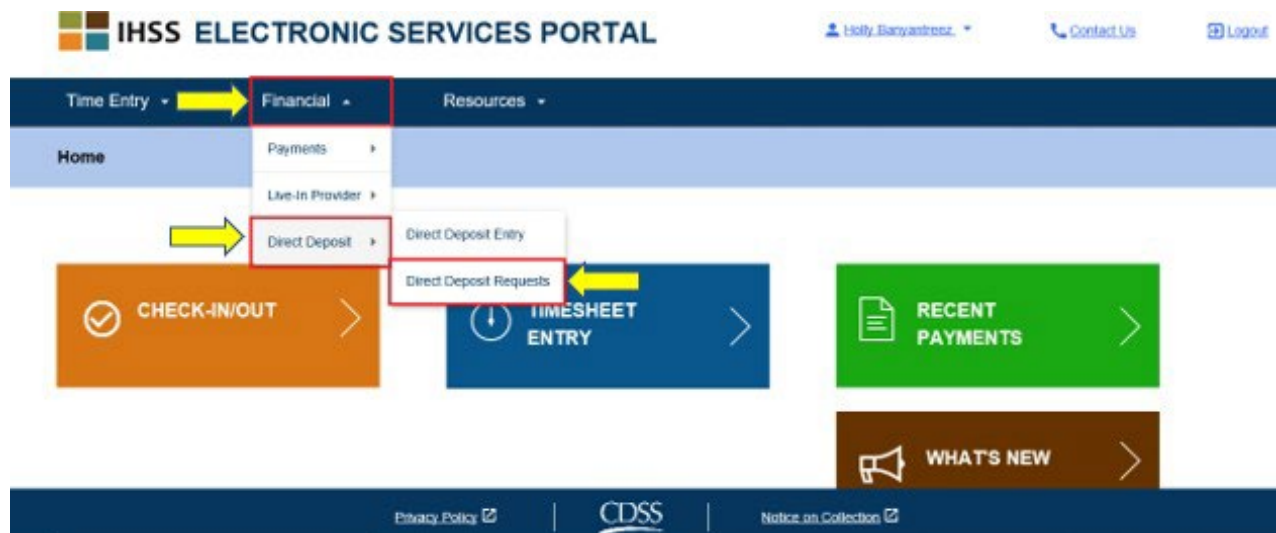 IHSS ELECTRONIC SERVICES PORTAL
Holly Banyantreez
Contact Us
Logout
Time Entry
Financial
Resources
Home
Payments
Live-In Provider
Direct Deposit
Direct Deposit Entry
Direct Deposit Requests
CHECK-IN/OUT
TIMESHEET
ENTRY
RECENT
PAYMENTS
WHAT'S NEW
Privacy Policy
CDSS
Notice on Collection